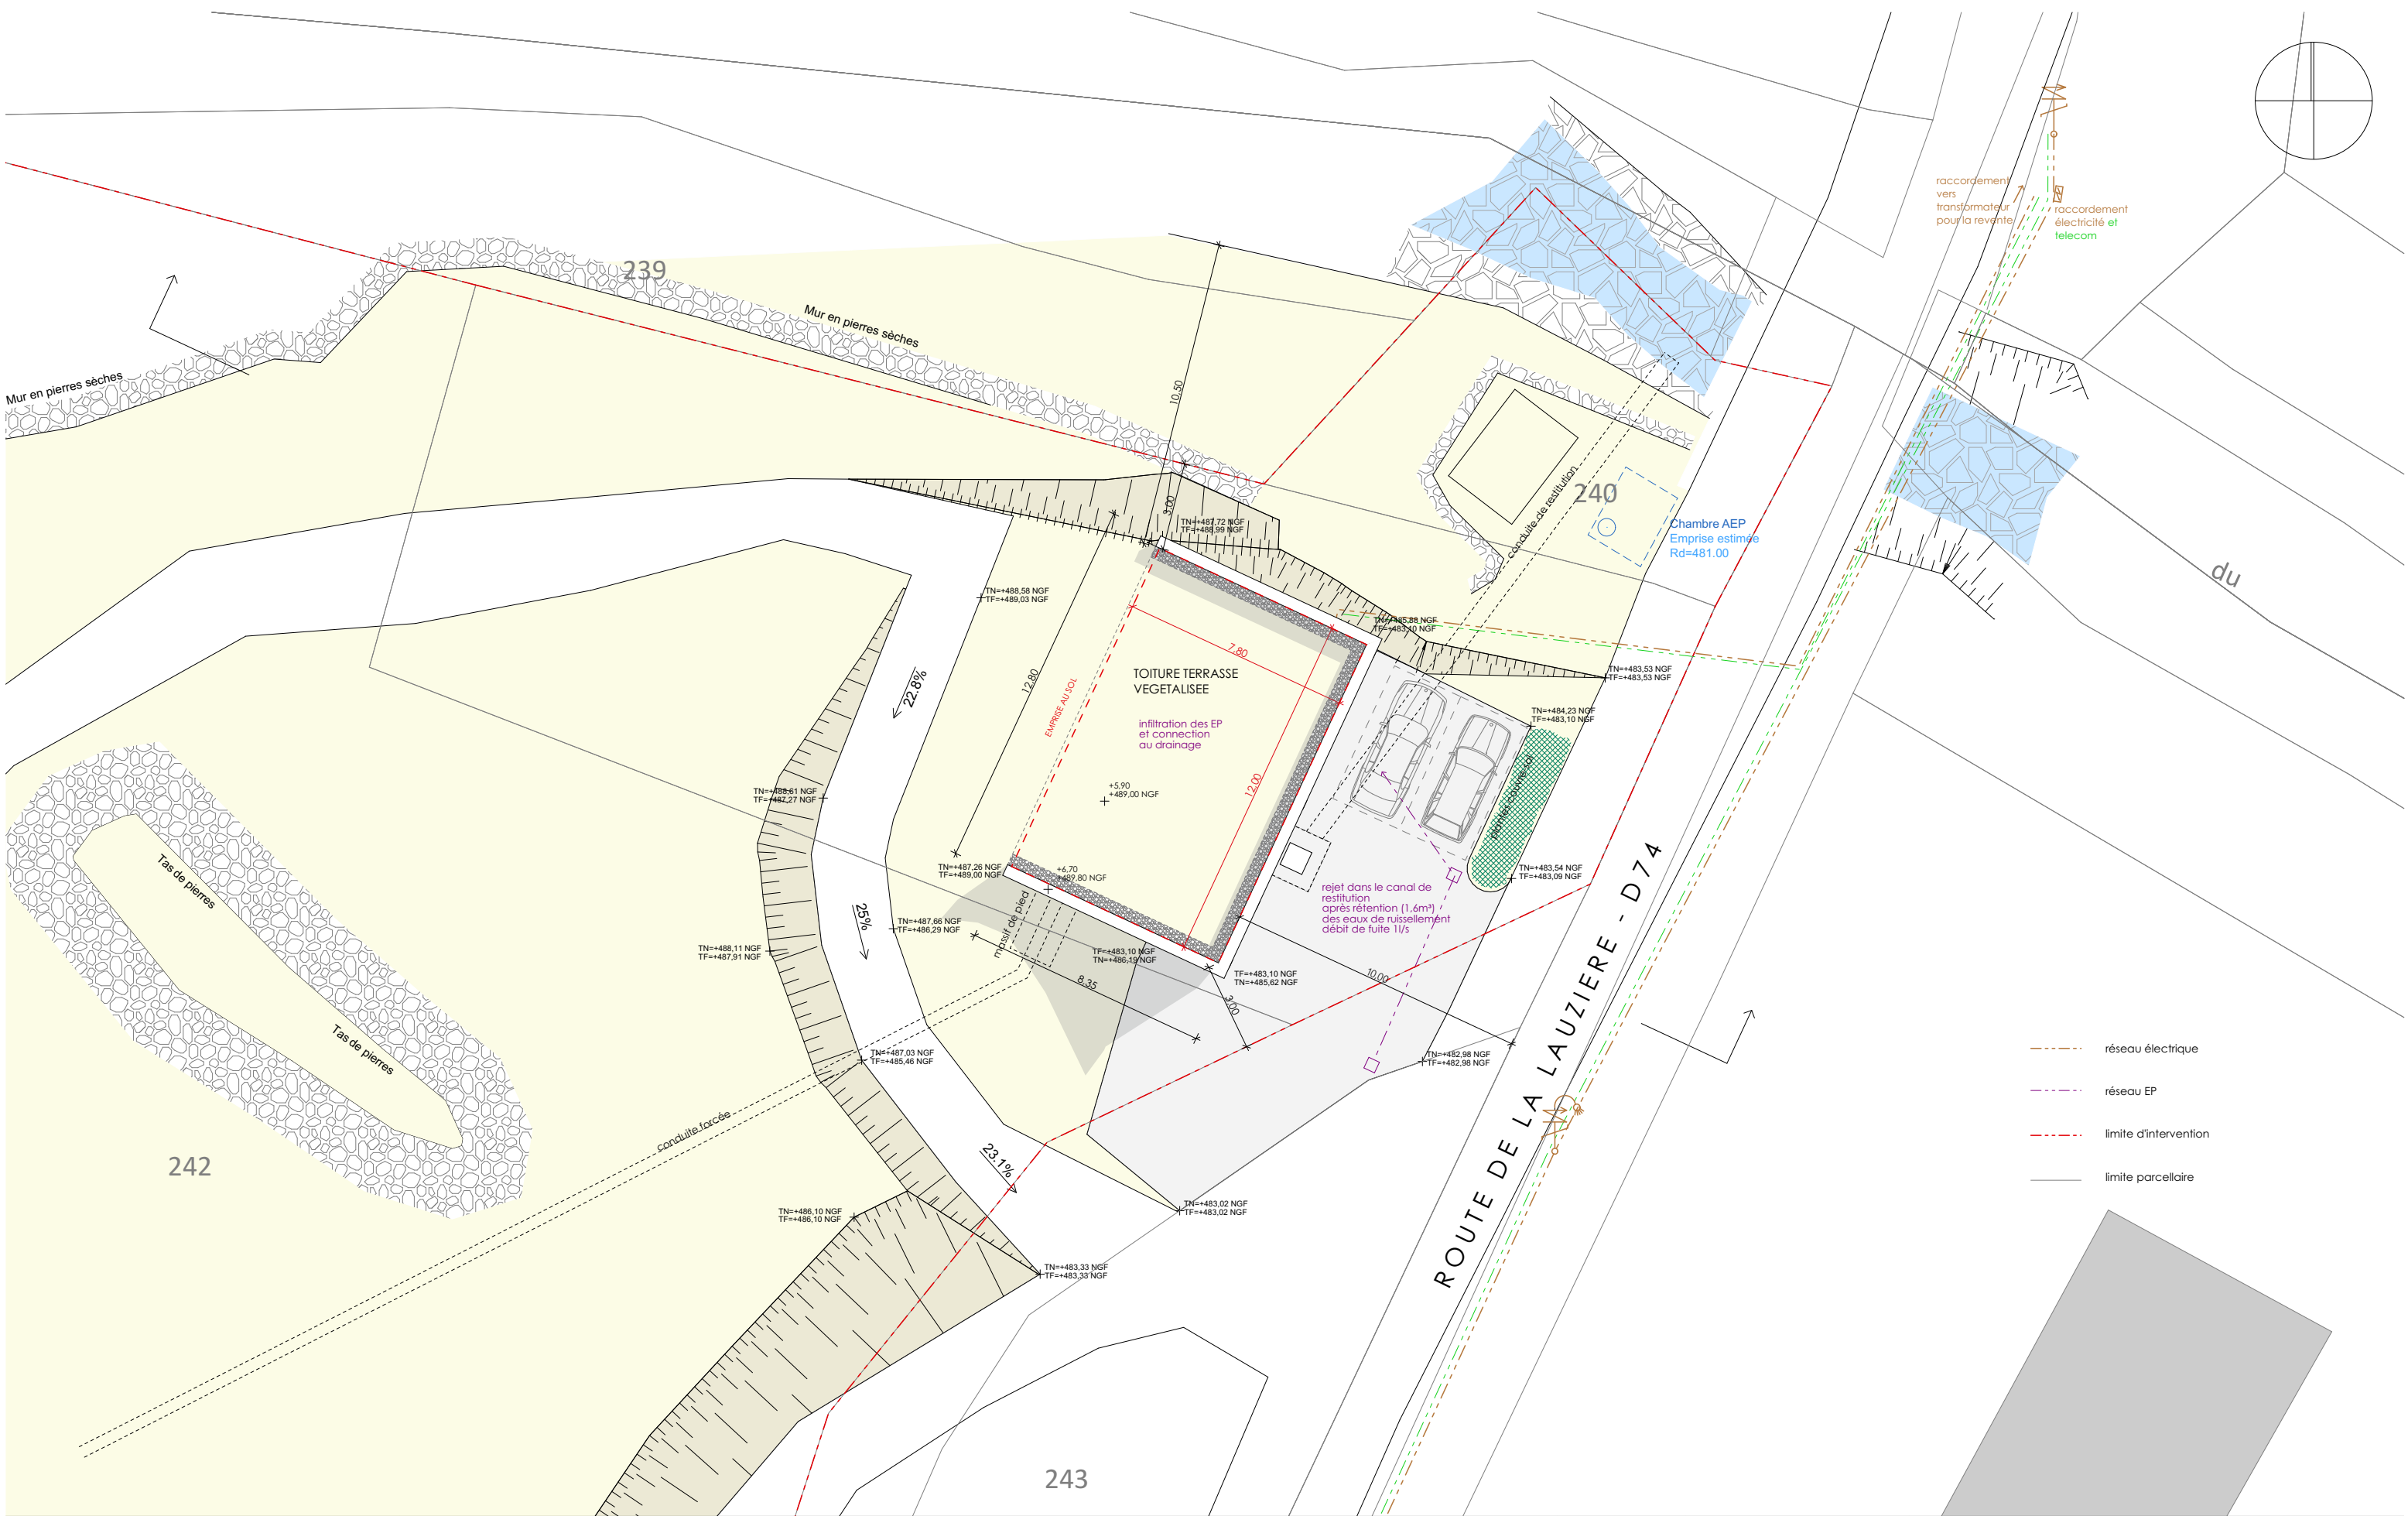 raccordement
vers
transformateur
pour la revente
raccordement
électricité et
telecom
239
Mur en pierres sèches
Mur en pierres sèches
10,50
3,00
240
conduite de restitution
Chambre AEP
Emprise estimée
Rd=481.00
du
TN=+487,72 NGF
TF=+488,99 NGF
TN=+488,58 NGF
TF=+489,03 NGF
TN=+485,88 NGF
TF=+483,10 NGF
TN=+483,53 NGF
TF=+483,53 NGF
22.8%
12,80
EMPRISE AU SOL
7,80
TOITURE TERRASSE
VEGETALISEE
infiltration des EP
et connection
au drainage
TN=+484,23 NGF
TF=+483,10 NGF
plantes couvre-sol
12,00
+5,90
+489,00 NGF
TN=+488,61 NGF
TF=+487,27 NGF
Tas de pierres
Tas de pierres
TN=+487,26 NGF
TF=+489,00 NGF
+6,70
+489.80 NGF
TN=+483,54 NGF
TF=+483,09 NGF
rejet dans le canal de
restitution
après rétention (1,6m³)
des eaux de ruissellement
débit de fuite 1l/s
25%
TN=+487,66 NGF
TF=+486,29 NGF
massif de pied
TN=+488,11 NGF
TF=+487,91 NGF
TF=+483,10 NGF
TN=+486,19 NGF
TF=+483,10 NGF
TN=+485,62 NGF
8,35
3,00
10,00
ROUTE DE LA LAUZIERE - D74
TN=+487,03 NGF
TF=+485,46 NGF
TN=+482,98 NGF
TF=+482,98 NGF
conduite forcée
23.1%
242
TN=+486,10 NGF
TF=+486,10 NGF
TN=+483,02 NGF
TF=+483,02 NGF
TN=+483,33 NGF
TF=+483,33 NGF
243
réseau électrique
réseau EP
limite d'intervention
limite parcellaire